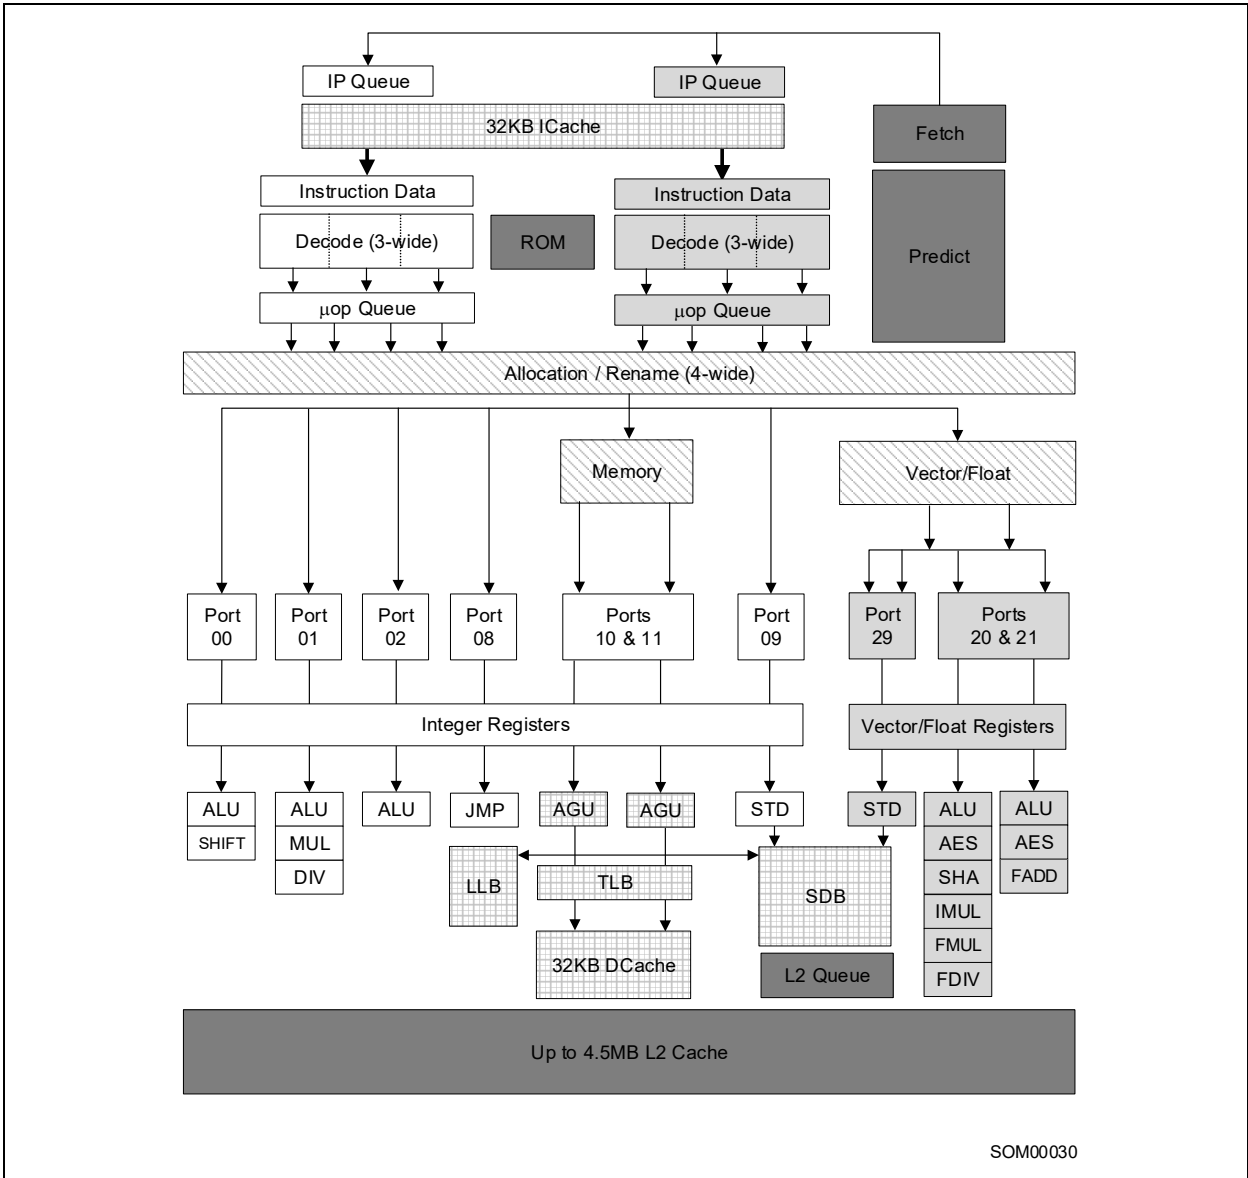 IP Queue
IP Queue
32KB ICache
Fetch
Instruction Data
Instruction Data
Decode (3-wide)
ROM
Decode (3-wide)
Predict
μop Queue
μop Queue
Allocation / Rename (4-wide)
Memory
Vector/Float
Port
00
Port
01
Port
02
Port
08
Ports
10 & 11
Port
09
Port
29
Ports
20 & 21
Integer Registers
Vector/Float Registers
ALU
SHIFT
ALU
MUL
DIV
ALU
JMP
AGU
AGU
STD
STD
ALU
AES
SHA
IMUL
FMUL
FDIV
ALU
AES
FADD
LLB
TLB
SDB
32KB DCache
L2 Queue
Up to 4.5MB L2 Cache
SOM00030